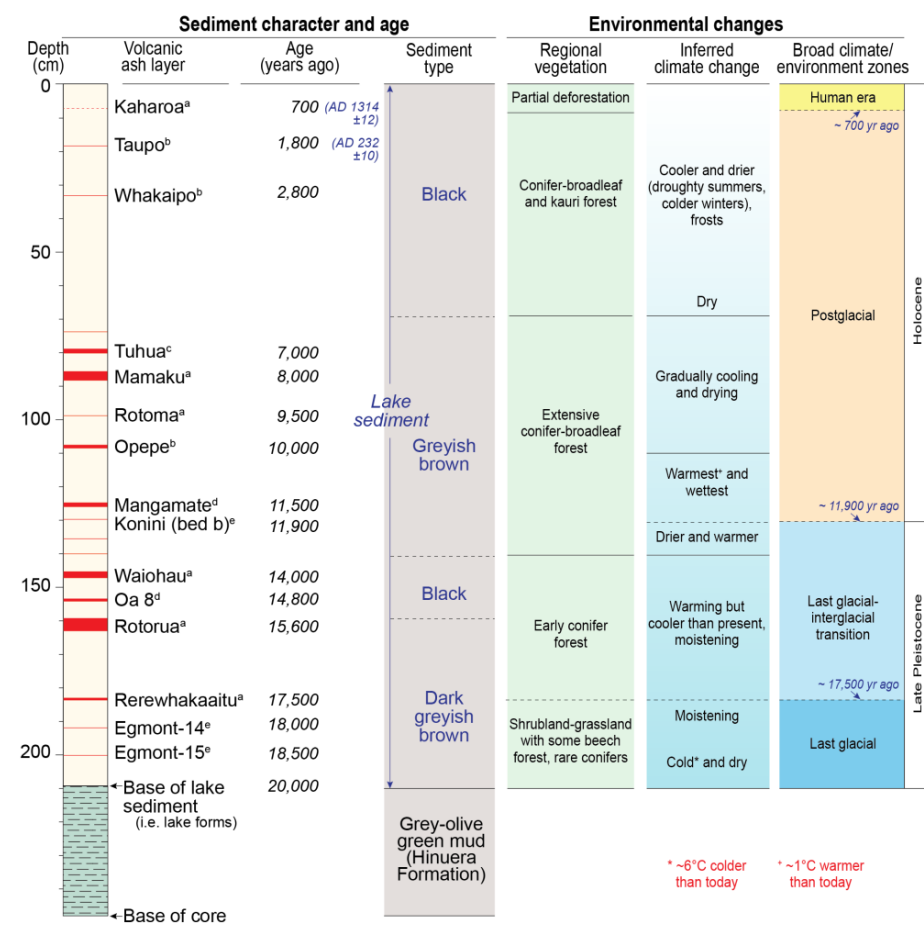 Sediment character and age
Environmental changes
Depth
(cm)
Volcanic
ash layer
Age
(years ago)
Sediment
type
Regional
vegetation
Inferred
climate change
Broad climate/
environment zones
0
50
100
150
200
Kaharoaᵃ 700 (AD 1314
±12)
Taupoᵇ 1,800 (AD 232
±10)
Whakaipoᵇ 2,800
Tuhuaᶜ 7,000
Mamakuᵃ 8,000
Rotomaᵃ 9,500
Opepeᵇ 10,000
Mangamateᵈ 11,500
Konini (bed b)ᵉ 11,900
Waiohauᵃ 14,000
Oa 8ᵈ 14,800
Rotoruaᵃ 15,600
Rerewhakaaituᵃ 17,500
Egmont-14ᵉ 18,000
Egmont-15ᵉ 18,500
Base of lake 20,000
sediment
(i.e. lake forms)
Base of core
Lake
sediment
Black
Greyish
brown
Black
Dark
greyish
brown
Grey-olive
green mud
(Hinuera
Formation)
Partial deforestation
Conifer-broadleaf
and kauri forest
Extensive
conifer-broadleaf
forest
Early conifer
forest
Shrubland-grassland
with some beech
forest, rare conifers
Cooler and drier
(droughty summers,
colder winters),
frosts
Dry
Gradually cooling
and drying
Warmest⁺ and
wettest
Drier and warmer
Warming but
cooler than present,
moistening
Moistening
Cold* and dry
Human era
~ 700 yr ago
Postglacial
~ 11,900 yr ago
Last glacial-
interglacial
transition
~ 17,500 yr ago
Last glacial
Holocene
Late Pleistocene
* ~6°C colder
than today
⁺ ~1°C warmer
than today